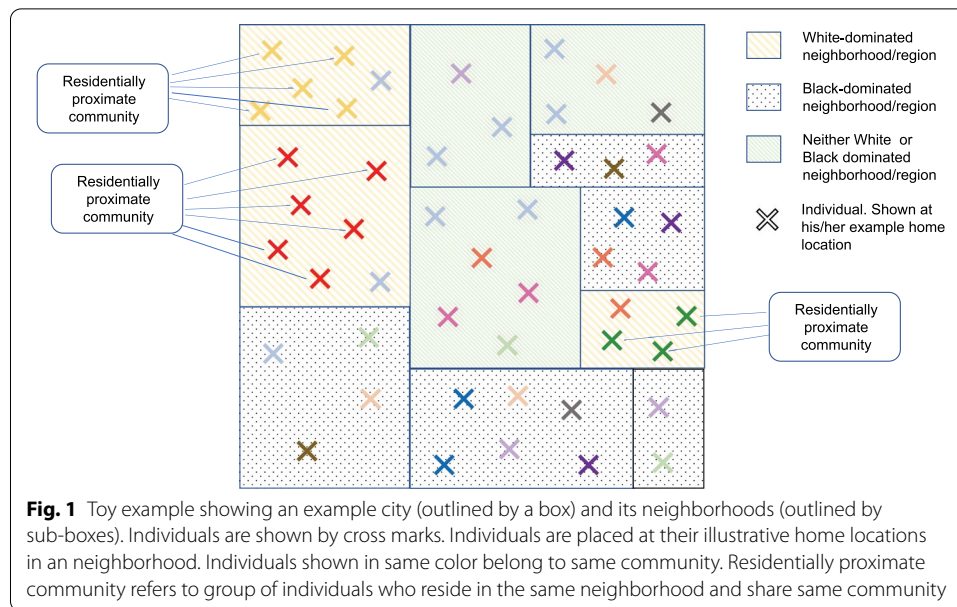 Residentially
proximate
community
Residentially
proximate
community
White-dominated
neighborhood/region
Black-dominated
neighborhood/region
Neither White  or
Black dominated
neighborhood/region
Individual. Shown at
his/her example home
location
Residentially
proximate
community
Fig. 1 Toy example showing an example city (outlined by a box) and its neighborhoods (outlined by
sub-boxes). Individuals are shown by cross marks. Individuals are placed at their illustrative home locations
in an neighborhood. Individuals shown in same color belong to same community. Residentially proximate
community refers to group of individuals who reside in the same neighborhood and share same community